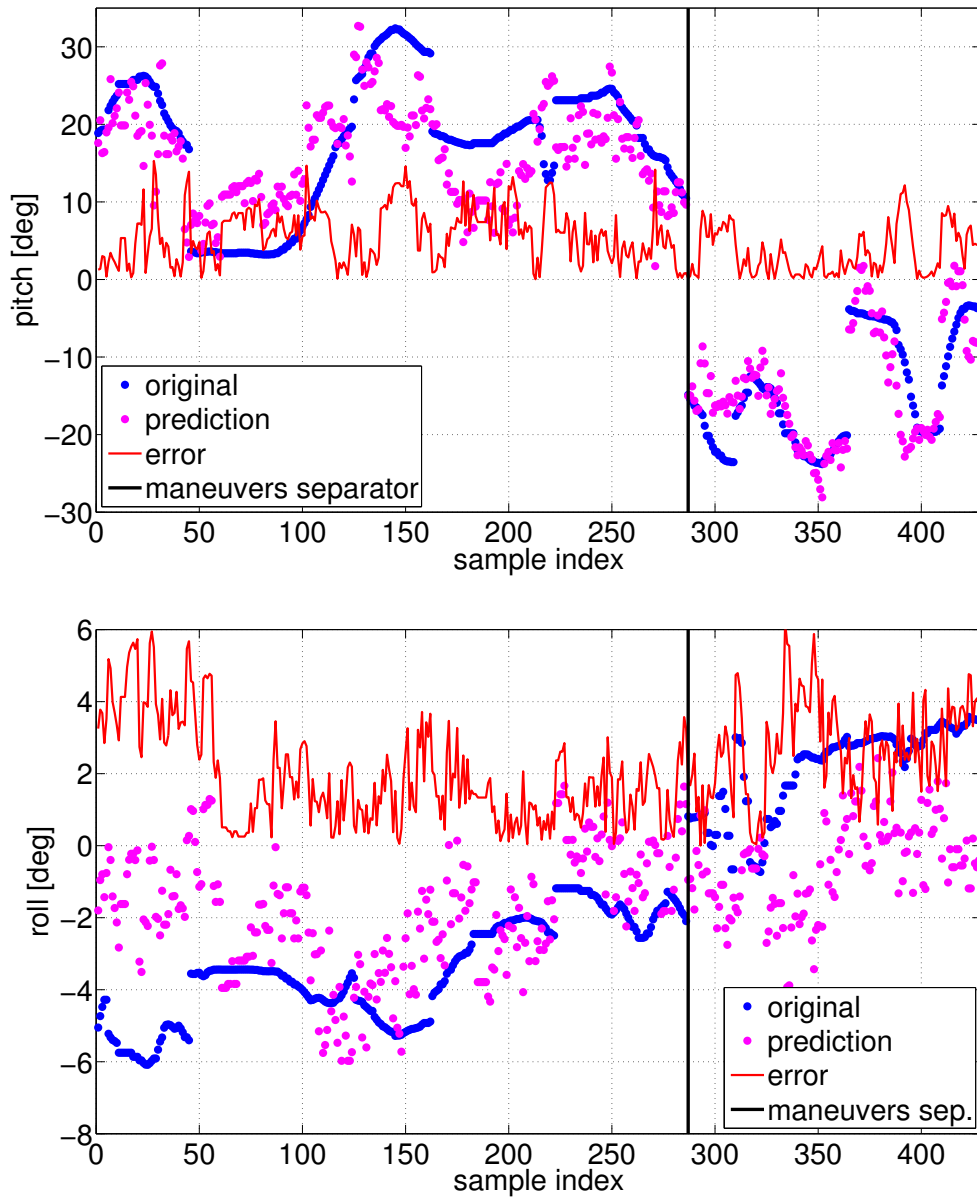 30
20
10
0
−10
−20
−30
pitch [deg]
original
prediction
error
maneuvers separator
0 50 100 150 200 250 300 350 400
sample index
6
4
2
0
−2
−4
−6
−8
roll [deg]
original
prediction
error
maneuvers sep.
0 50 100 150 200 250 300 350 400
sample index